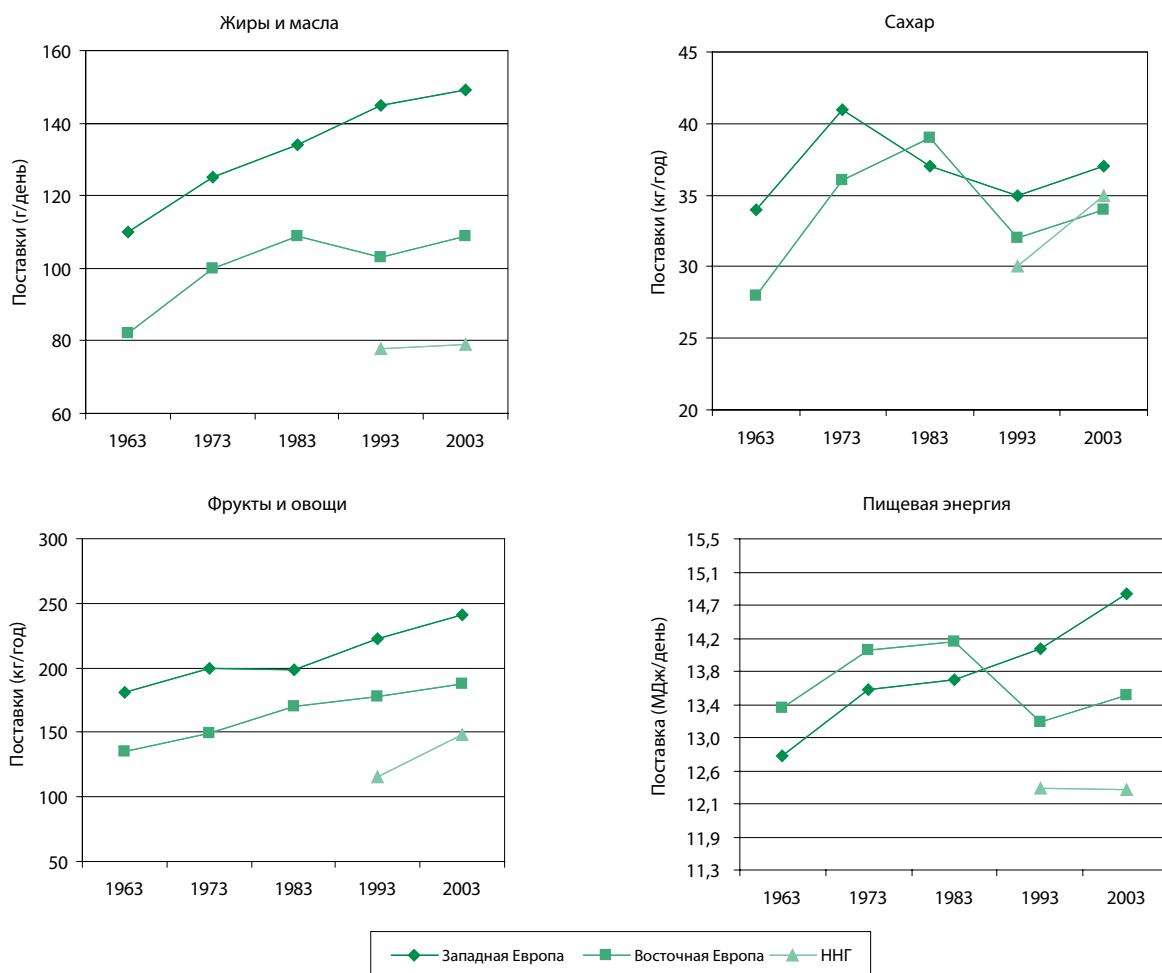 Жиры и масла
Поставки (г/день)
160
140
120
100
80
60
1963 1973 1983 1993 2003
Сахар
Поставки (кг/год)
45
40
35
30
25
20
1963 1973 1983 1993 2003
Фрукты и овощи
Поставки (кг/год)
300
250
200
150
100
50
1963 1973 1983 1993 2003
Пищевая энергия
Поставка (МДж/день)
15,5
15,1
14,7
14,2
13,8
13,4
13,0
12,6
12,1
11,9
11,3
1963 1973 1983 1993 2003
Западная Европа Восточная Европа ННГ